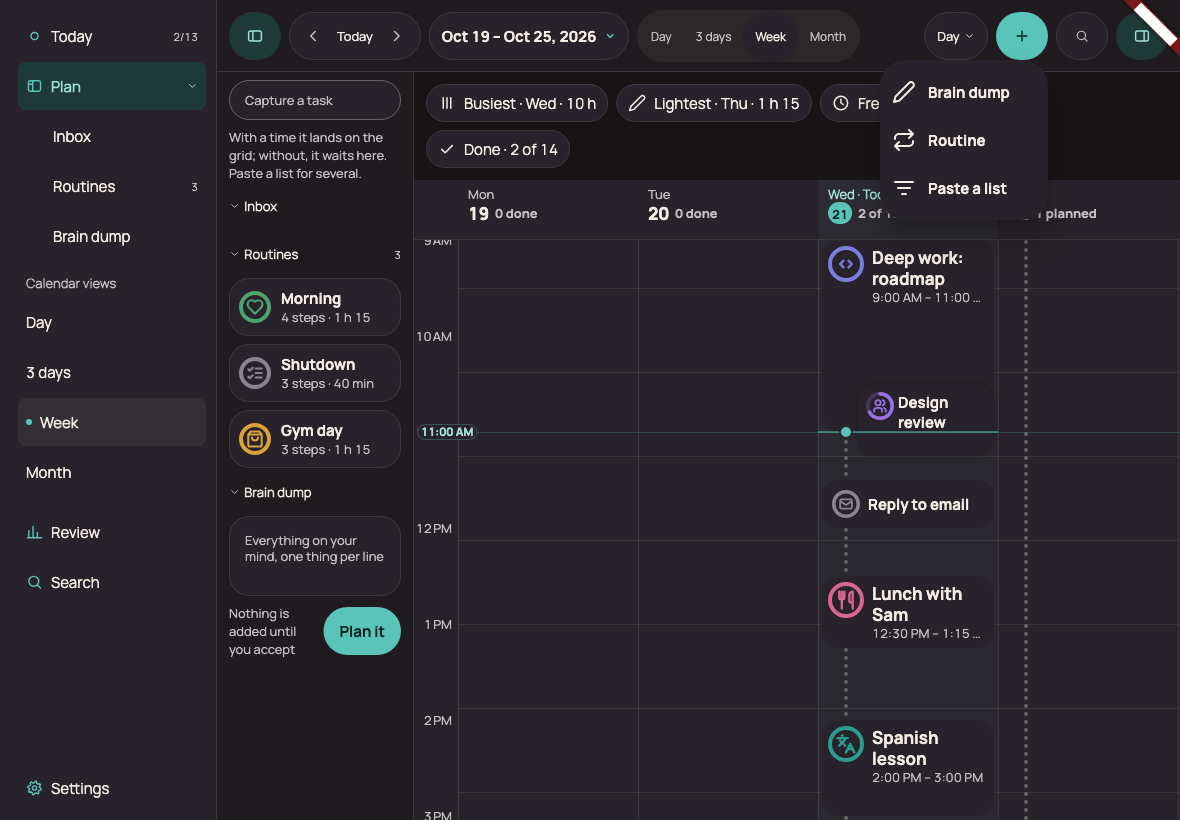 Today
2/13
Plan
Inbox
Routines
3
Brain dump
Calendar views
Day
3 days
Week
Month
Review
Search
Settings
Today
Oct 19 – Oct 25, 2026
Day
3 days
Week
Month
Day
Brain dump
Routine
Paste a list
Capture a task
With a time it lands on the
grid; without, it waits here.
Paste a list for several.
Inbox
Routines
3
Morning
4 steps · 1 h 15
Shutdown
3 steps · 40 min
Gym day
3 steps · 1 h 15
Brain dump
Everything on your
mind, one thing per line
Nothing is
added until
you accept
Plan it
Busiest · Wed · 10 h
Lightest · Thu · 1 h 15
Done · 2 of 14
Mon
19 0 done
Tue
20 0 done
Wed ·
21 2 of
planned
9 AM
10 AM
11:00 AM
12 PM
1 PM
2 PM
3 PM
Deep work:
roadmap
9:00 AM – 11:00 ...
Design
review
Reply to email
Lunch with
Sam
12:30 PM – 1:15 ...
Spanish
lesson
2:00 PM – 3:00 PM